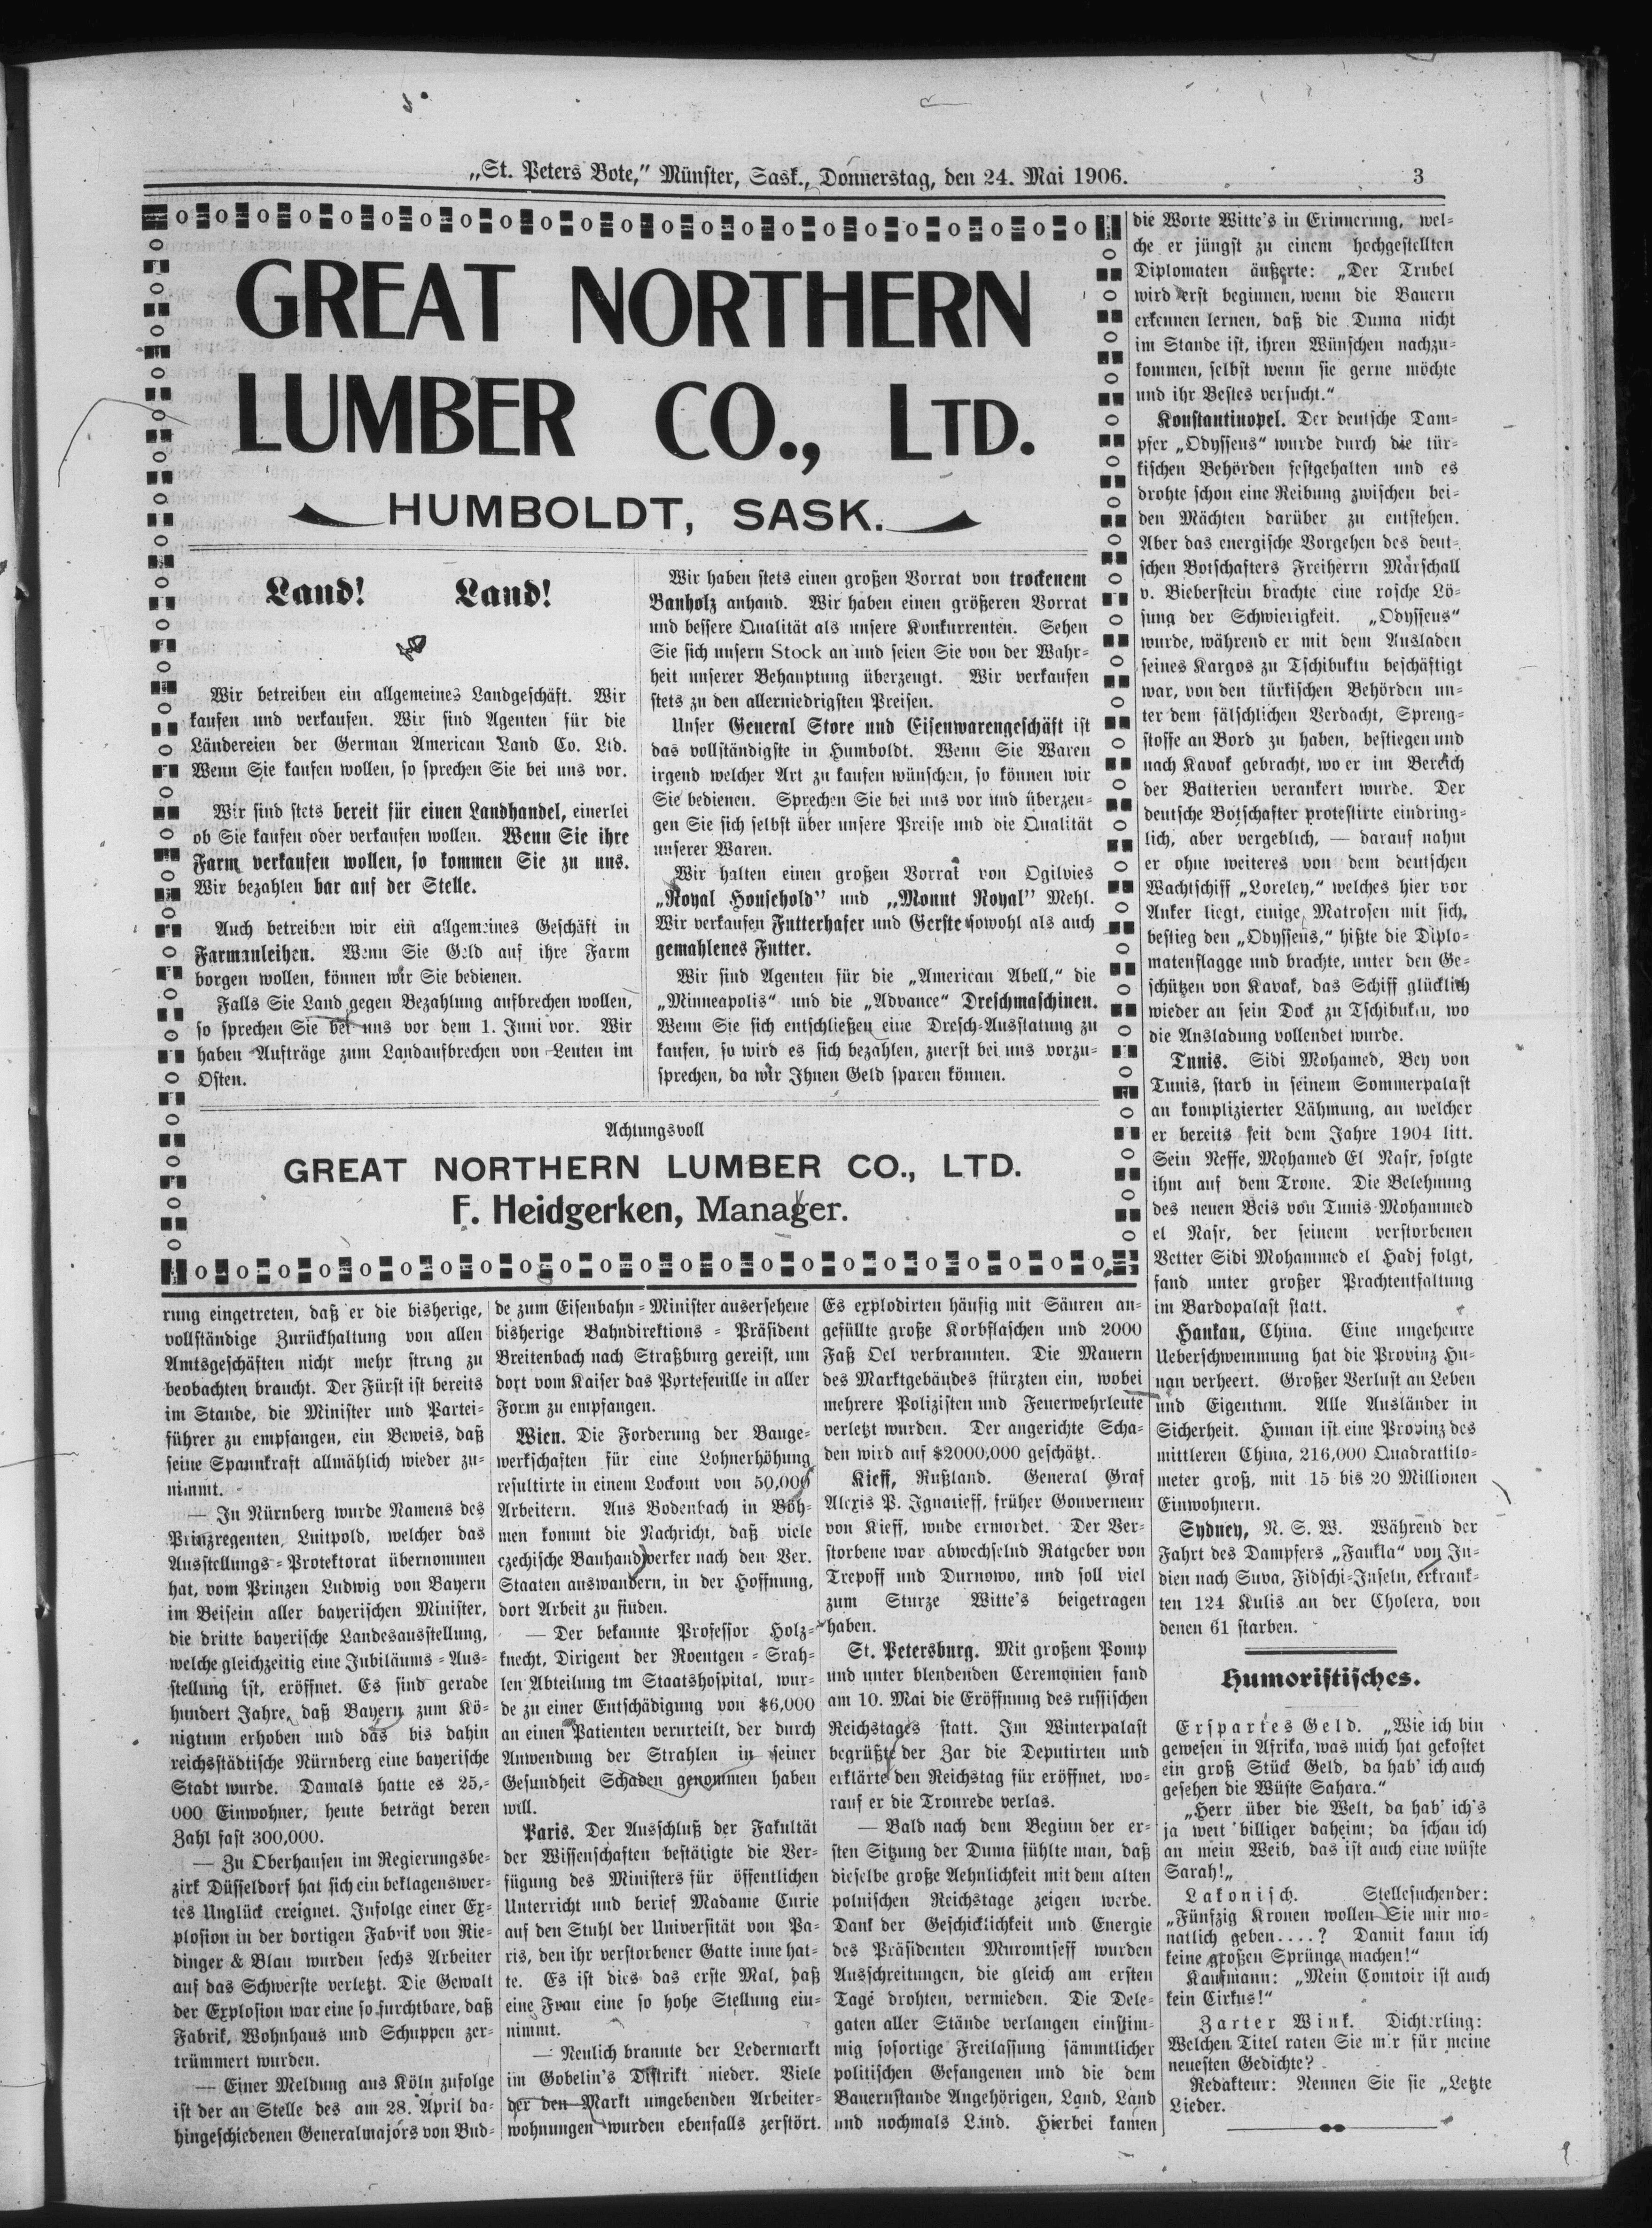 „St. Peters Bote,” Münster, Sask., Donnerstag, den 24. Mai 1906.
3
GREAT NORTHERN
LUMBER CO., LTD.
HUMBOLDT, SASK.
Land! Land!
Wir betreiben ein allgemeines Landgeschäft. Wir
kaufen und verkaufen. Wir sind Agenten für die
Ländereien der German American Land Co. Ltd.
Wenn Sie kaufen wollen, so sprechen Sie bei uns vor.
Wir sind stets bereit für einen Landhandel, einerlei
ob Sie kaufen oder verkaufen wollen. Wenn Sie ihre
Farm verkaufen wollen, so kommen Sie zu uns.
Wir bezahlen bar auf der Stelle.
Auch betreiben wir ein allgemeines Geschäft in
Farmanleihen. Wenn Sie Geld auf ihre Farm
borgen wollen, können wir Sie bedienen.
Falls Sie Land gegen Bezahlung aufbrechen wollen,
so sprechen Sie bei uns vor dem 1. Juni vor. Wir
haben Aufträge zum Landaufbrechen von Leuten im
Osten.
Wir haben stets einen großen Vorrat von trockenem
Bauholz anhand. Wir haben einen größeren Vorrat
und bessere Qualität als unsere Konkurrenten. Sehen
Sie sich unsern Stock an und seien Sie von der Wahr-
heit unserer Behauptung überzeugt. Wir verkaufen
stets zu den allerniedrigsten Preisen.
Unser General Store und Eisenwarengeschäft ist
das vollständigste in Humboldt. Wenn Sie Waren
irgend welcher Art zu kaufen wünschen, so können wir
Sie bedienen. Sprechen Sie bei uns vor und überzeu-
gen Sie sich selbst über unsere Preise und die Qualität
unserer Waren.
Wir halten einen großen Vorrat von Ogilvies
„Royal Household” und „Mount Royal” Mehl.
Wir verkaufen Futterhafer und Gerste sowohl als auch
gemahlenes Futter.
Wir sind Agenten für die „American Abell,“ die
„Minneapolis“ und die „Advance“ Dreschmaschinen.
Wenn Sie sich entschließen eine Dresch-Ausstatung zu
kaufen, so wird es sich bezahlen, zuerst bei uns vorzu-
sprechen, da wir Ihnen Geld sparen können.
Achtungsvoll
GREAT NORTHERN LUMBER CO., LTD.
F. Heidgerken, Manager.
rung eingetreten, daß er die bisherige,
vollständige Zurückhaltung von allen
Amtsgeschäften nicht mehr streng zu
beobachten braucht. Der Fürst ist bereits
im Stande, die Minister und Partei-
führer zu empfangen, ein Beweis, daß
seine Spannkraft allmählich wieder zu-
nimmt.
— In Nürnberg wurde Namens des
Prinzregenten Luitpold, welcher das
Ausstellungs-Protektorat übernommen
hat, vom Prinzen Ludwig von Bayern
im Beisein aller bayerischen Minister,
die dritte bayerische Landesausstellung,
welche gleichzeitig eine Jubiläums-Aus-
stellung ist, eröffnet. Es sind gerade
hundert Jahre, daß Bayern zum Kö-
nigtum erhoben und das bis dahin
reichsstädtische Nürnberg eine bayerische
Stadt wurde. Damals hatte es 25,-
000 Einwohner, heute beträgt deren
Zahl fast 300,000.
— Zu Oberhausen im Regierungsbe-
zirk Düsseldorf hat sich ein beklagenswer-
tes Unglück ereignet. Infolge einer Ex-
plosion in der dortigen Fabrik von Rie-
dinger & Blau wurden sechs Arbeiter
auf das Schwerste verletzt. Die Gewalt
der Explosion war eine so furchtbare, daß
Fabrik, Wohnhaus und Schuppen zer-
trümmert wurden.
— Einer Meldung aus Köln zufolge
ist der an Stelle des am 28. April da-
hingeschiedenen Generalmajors von Bud-
de zum Eisenbahn-Minister ausersehene
bisherige Bahndirektions-Präsident
Breitenbach nach Straßburg gereist, um
dort vom Kaiser das Portefeuille in aller
Form zu empfangen.
Wien. Die Forderung der Bauge-
werkschaften für eine Lohnerhöhung
resultirte in einem Lockout von 50,000
Arbeitern. Aus Bodenbach in Böh-
men kommt die Nachricht, daß viele
czechische Bauhandwerker nach den Ver.
Staaten auswandern, in der Hoffnung,
dort Arbeit zu finden.
— Der bekannte Professor Holz-
knecht, Dirigent der Roentgen-Srah-
len Abteilung im Staatshospital, wur-
de zu einer Entschädigung von $6,000
an einen Patienten verurteilt, der durch
Anwendung der Strahlen in seiner
Gesundheit Schaden genommen haben
will.
Paris. Der Ausschluß der Fakultät
der Wissenschaften bestätigte die Ver-
fügung des Ministers für öffentlichen
Unterricht und berief Madame Curie
auf den Stuhl der Universität von Pa-
ris, den ihr verstorbener Gatte inne hat-
te. Es ist dies das erste Mal, daß
eine Frau eine so hohe Stellung ein-
nimmt.
— Neulich brannte der Ledermarkt
im Gobelin's Distrikt nieder. Viele
der den Markt umgebenden Arbeiter-
wohnungen wurden ebenfalls zerstört.
Es explodirten häufig mit Säuren an-
gefüllte große Korbflaschen und 2000
Faß Oel verbrannten. Die Mauern
des Marktgebäudes stürzten ein, wobei
mehrere Polizisten und Feuerwehrleute
verletzt wurden. Der angerichte Scha-
den wird auf $2000,000 geschätzt.
Kieff, Rußland. General Graf
Alexis P. Ignatieff, früher Gouverneur
von Kieff, wude ermordet. Der Ver-
storbene war abwechselnd Ratgeber von
Trepoff und Durnowo, und soll viel
zum Sturze Witte's beigetragen
haben.
St. Petersburg. Mit großem Pomp
und unter blendenden Ceremonien fand
am 10. Mai die Eröffnung des russischen
Reichstages statt. Im Winterpalast
begrüßte der Zar die Deputirten und
erklärte den Reichstag für eröffnet, wo-
rauf er die Tronrede verlas.
— Bald nach dem Beginn der er-
sten Sitzung der Duma fühlte man, daß
dieselbe große Aehnlichkeit mit dem alten
polnischen Reichstage zeigen werde.
Dank der Geschicklichkeit und Energie
des Präsidenten Muromtseff wurden
Ausschreitungen, die gleich am ersten
Tage drohten, vermieden. Die Dele-
gaten aller Stände verlangen einstim-
mig sofortige Freilassung sämmtlicher
politischen Gefangenen und die dem
Bauernstande Angehörigen, Land, Land
und nochmals Land. Hierbei kamen
die Worte Witte's in Erinnerung, wel-
che er jüngst zu einem hochgestellten
Diplomaten äußerte: „Der Trubel
wird erst beginnen, wenn die Bauern
erkennen lernen, daß die Duma nicht
im Stande ist, ihren Wünschen nachzu-
kommen, selbst wenn sie gerne möchte
und ihr Bestes versucht.“
Konstantinopel. Der deutsche Dam-
pfer „Odysseus“ wurde durch die tür-
kischen Behörden festgehalten und es
drohte schon eine Reibung zwischen bei-
den Mächten darüber zu entstehen.
Aber das energische Vorgehen des deut-
schen Botschafters Freiherrn Marschall
v. Bieberstein brachte eine rasche Lö-
sung der Schwierigkeit. „Odysseus“
wurde, während er mit dem Ausladen
seines Kargos zu Tschibuklu beschäftigt
war, von den türkischen Behörden un-
ter dem fälschlichen Verdacht, Spreng-
stoffe an Bord zu haben, bestiegen und
nach Kavak gebracht, wo er im Bereich
der Batterien verankert wurde. Der
deutsche Botschafter protestirte eindring-
lich, aber vergeblich, — darauf nahm
er ohne weiteres von dem deutschen
Wachtschiff „Loreley,“ welches hier vor
Anker liegt, einige Matrosen mit sich,
bestieg den „Odysseus,“ hißte die Diplo-
matenflagge und brachte, unter den Ge-
schützen von Kavak, das Schiff glücklich
wieder an sein Dock zu Tschibuklu, wo
die Ausladung vollendet wurde.
Tunis. Sidi Mohamed, Bey von
Tunis, starb in seinem Sommerpalast
an komplizierter Lähmung, an welcher
er bereits seit dem Jahre 1904 litt.
Sein Neffe, Mohamed El Nasr, folgte
ihm auf dem Trone. Die Belehnung
des neuen Beis von Tunis Mohammed
el Nasr, der seinem verstorbenen
Vetter Sidi Mohammed el Hadj folgt,
fand unter großer Prachtentfaltung
im Bardopalast statt.
Hankau, China. Eine ungeheure
Ueberschwemmung hat die Provinz Hu-
nan verheert. Großer Verlust an Leben
und Eigentum. Alle Ausländer in
Sicherheit. Hunan ist eine Provinz des
mittleren China, 216,000 Quadratkilo-
meter groß, mit 15 bis 20 Millionen
Einwohnern.
Sydney, N. S. W. Während der
Fahrt des Dampfers „Faukla“ von In-
dien nach Suva, Fidschi-Inseln, erkrank-
ten 124 Kulis an der Cholera, von
denen 61 starben.
Humoristisches.
Erspartes Geld. „Wie ich bin
gewesen in Afrika, was mich hat gekostet
ein groß Stück Geld, da hab' ich auch
gesehen die Wüste Sahara.“
„Herr über die Welt, da hab' ich's
ja weit billiger daheim; da schau ich
an mein Weib, das ist auch eine wüste
Sarah!„
Lakonisch. Stellesuchender:
„Fünfzig Kronen wollen Sie mir mo-
natlich geben....? Damit kann ich
keine großen Sprünge machen!“
Kaufmann: „Mein Comtoir ist auch
kein Cirkus!“
Zarter Wink. Dichterling:
Welchen Titel raten Sie mir für meine
neuesten Gedichte?
Redakteur: Nennen Sie sie „Letzte
Lieder.